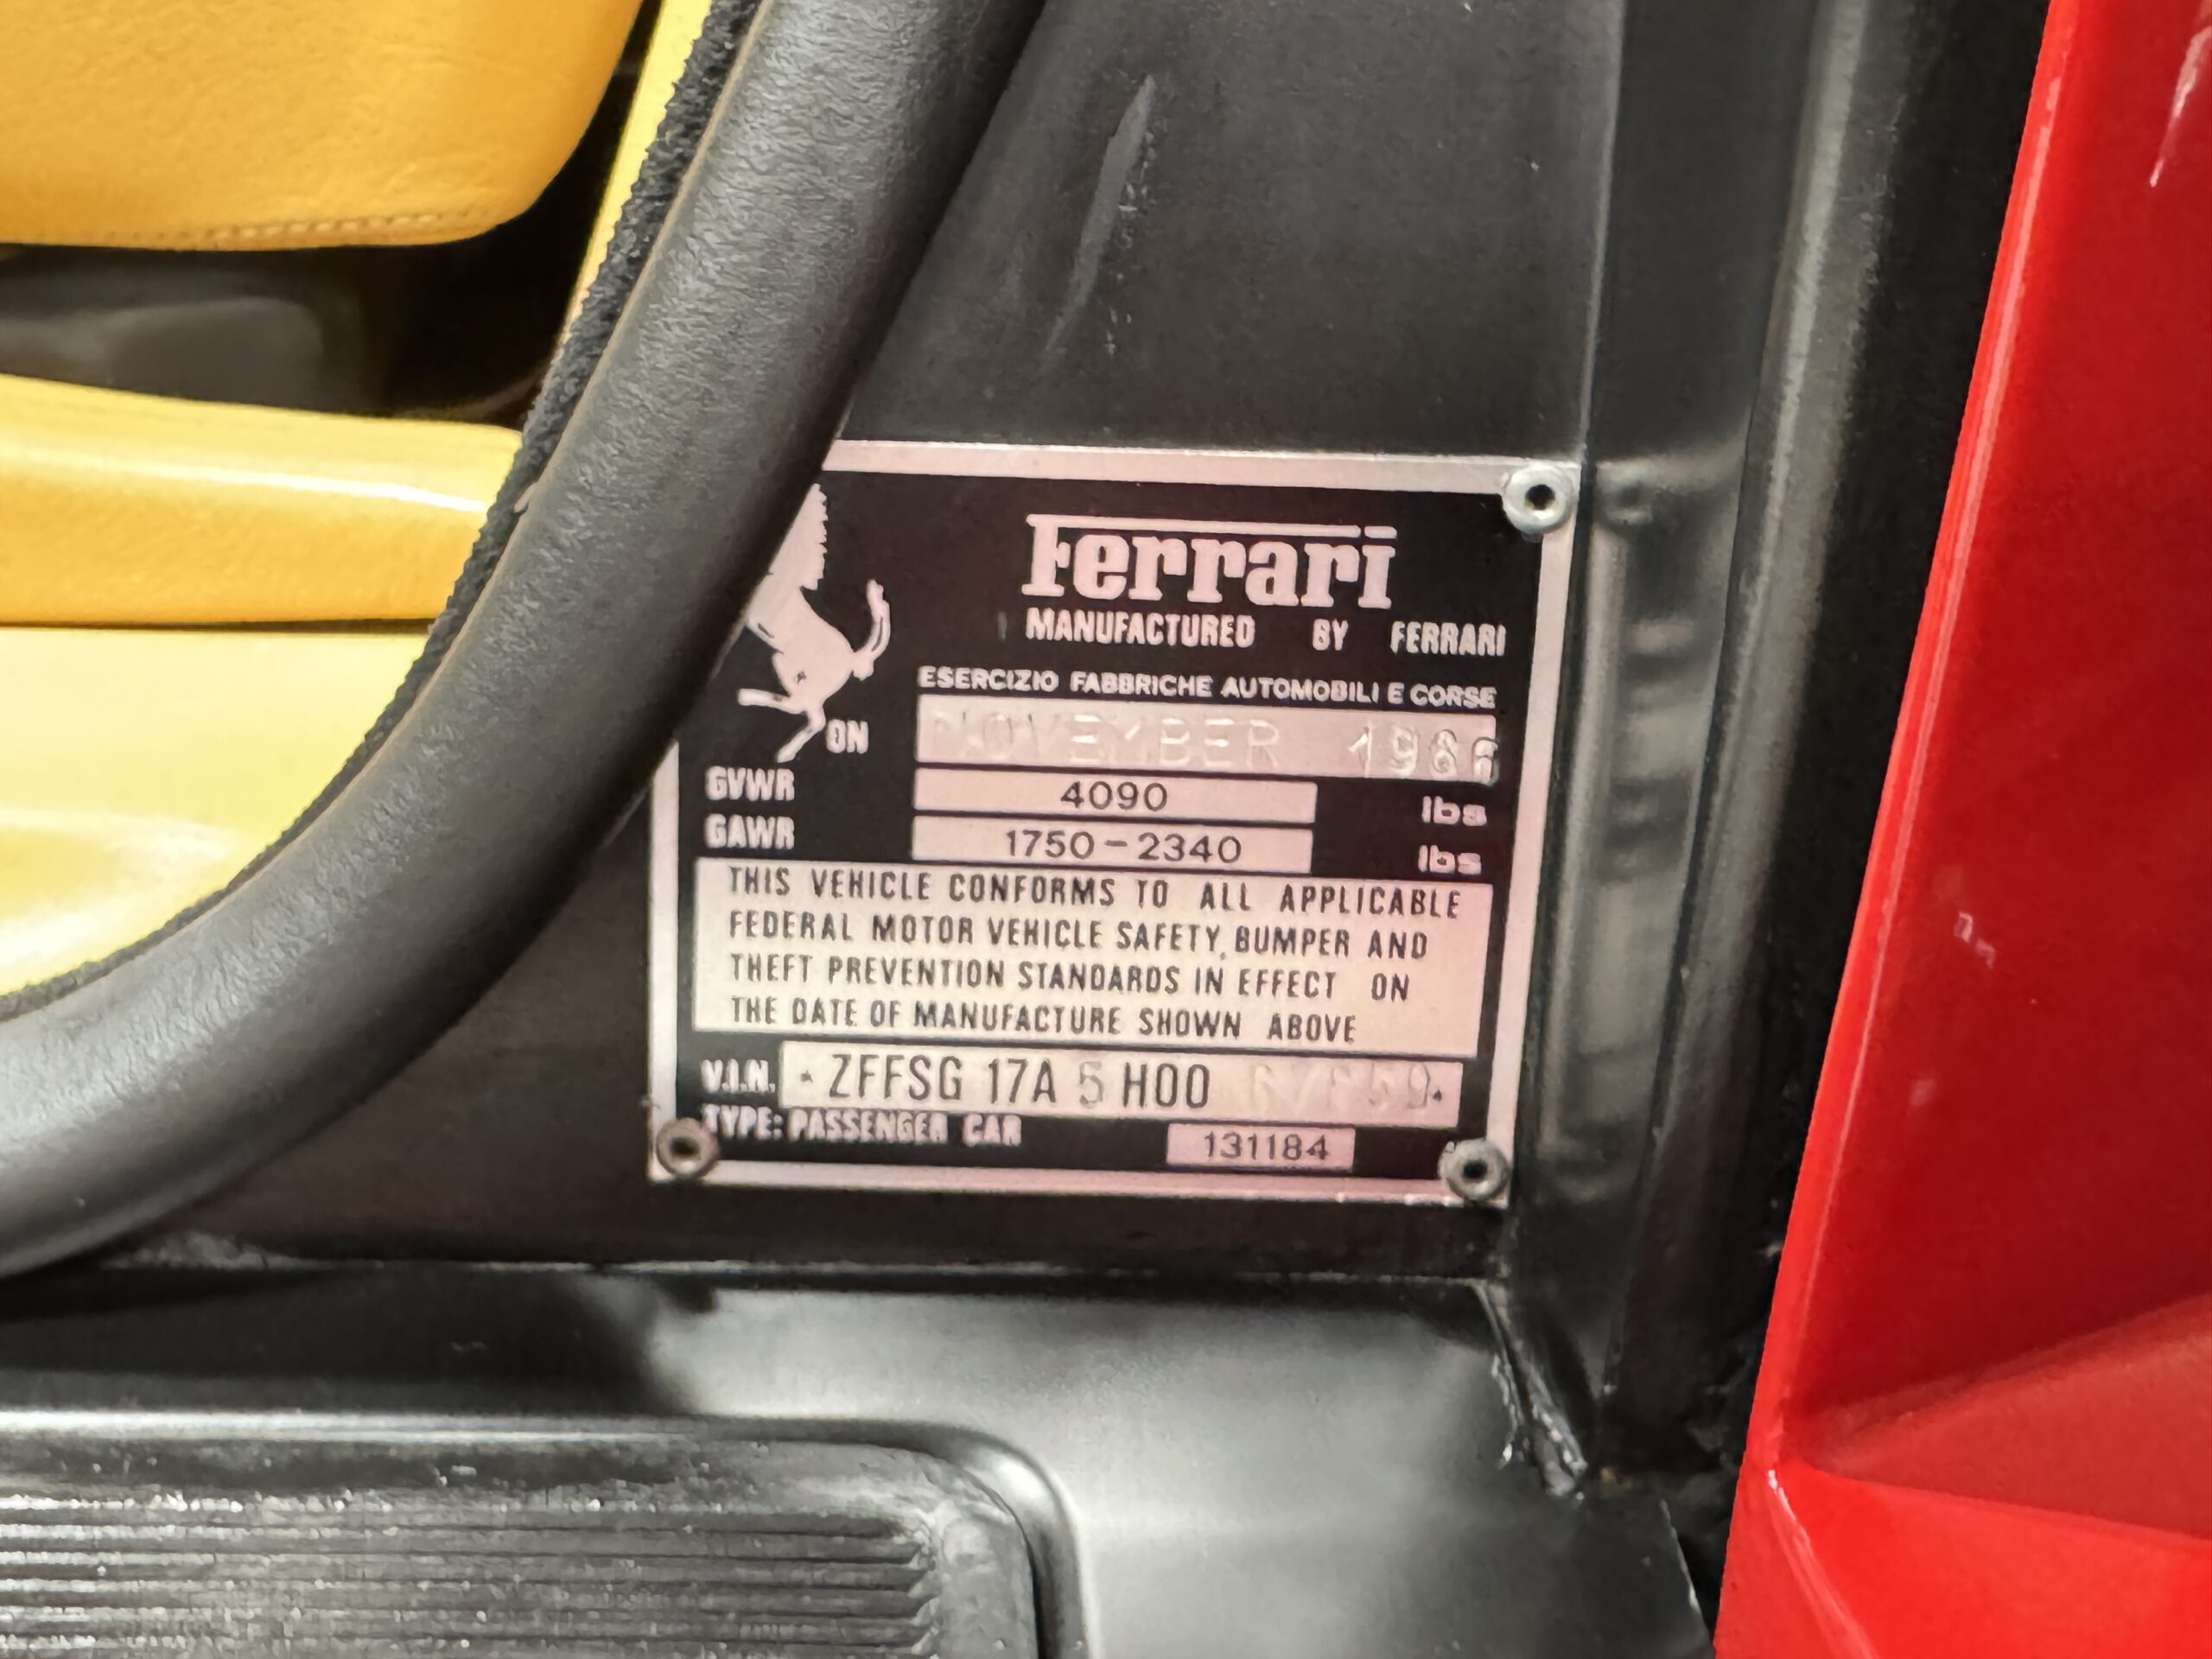 Ferrari
MANUFACTURED BY FERRARI
ESERCIZIO FABBRICHE AUTOMOBILI E CORSE
ON NOVEMBER 1986
GVWR 4090 lbs
GAWR 1750-2340 lbs
THIS VEHICLE CONFORMS TO ALL APPLICABLE
FEDERAL MOTOR VEHICLE SAFETY, BUMPER AND
THEFT PREVENTION STANDARDS IN EFFECT ON
THE DATE OF MANUFACTURE SHOWN ABOVE
V.I.N. * ZFFSG 17A 5 H00
TYPE: PASSENGER CAR 131184